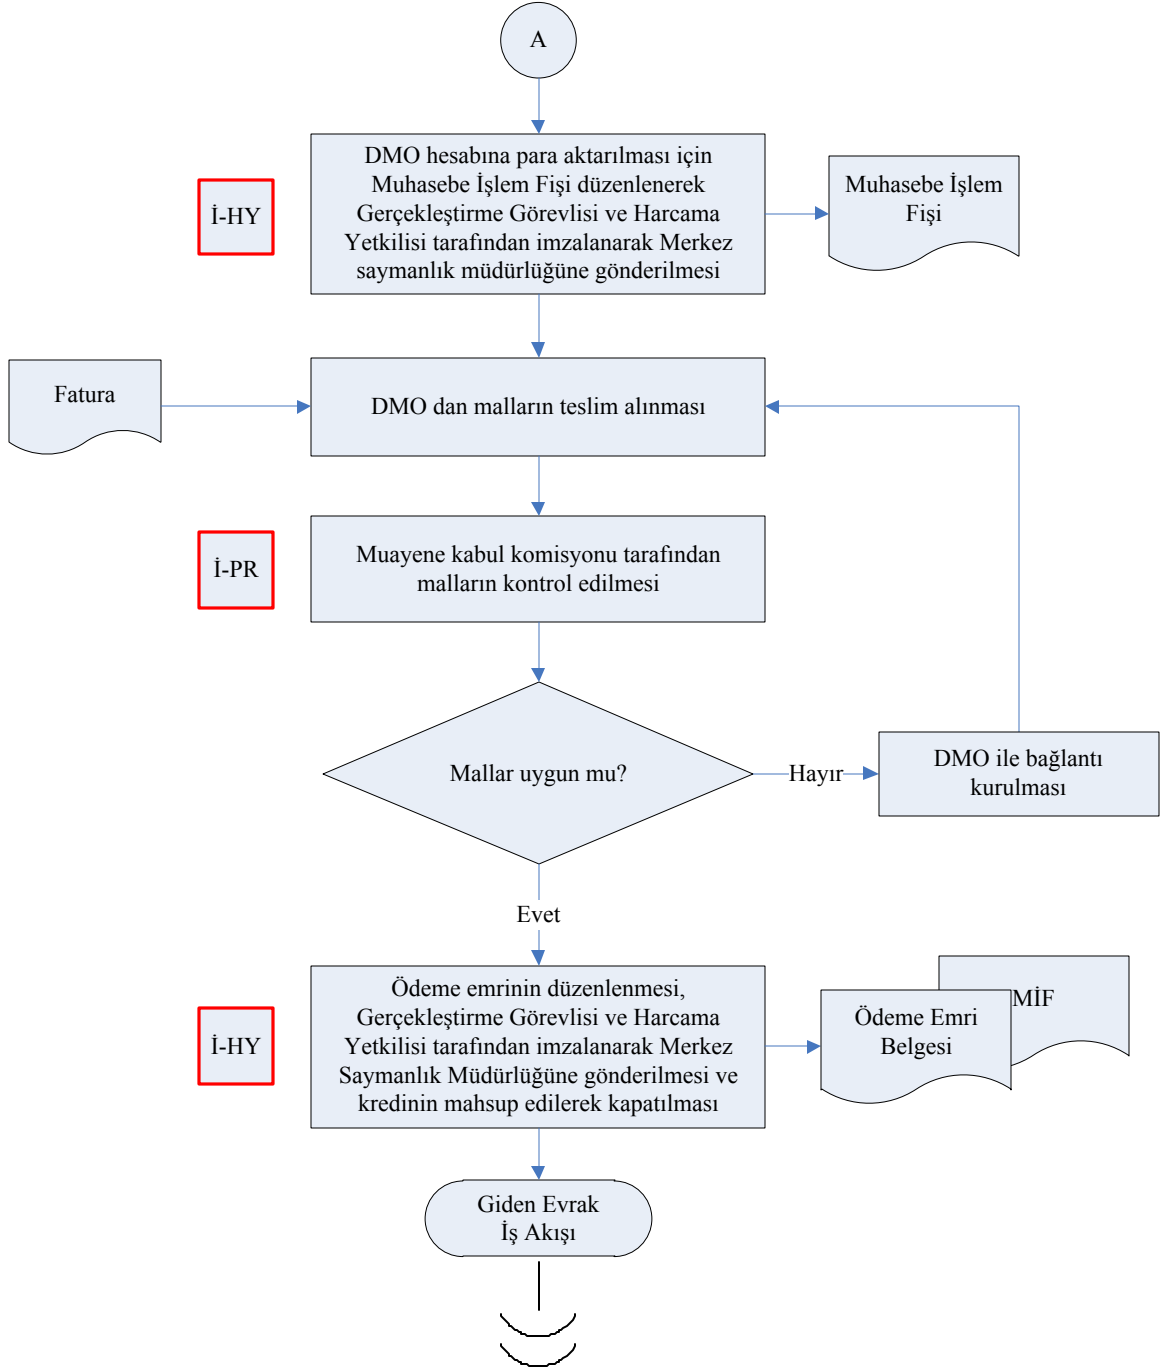 A
DMO hesabına para aktarılması için
Muhasebe İşlem Fişi düzenlenerek
Gerçekleştirme Görevlisi ve Harcama
Yetkilisi tarafından imzalanarak Merkez
saymanlık müdürlüğüne gönderilmesi
İ-HY
Muhasebe İşlem
Fişi
Fatura
DMO dan malların teslim alınması
İ-PR
Muayene kabul komisyonu tarafından
malların kontrol edilmesi
Mallar uygun mu?
Hayır
DMO ile bağlantı
kurulması
Evet
İ-HY
Ödeme emrinin düzenlenmesi,
Gerçekleştirme Görevlisi ve Harcama
Yetkilisi tarafından imzalanarak Merkez
Saymanlık Müdürlüğüne gönderilmesi ve
kredinin mahsup edilerek kapatılması
MİF
Ödeme Emri
Belgesi
Giden Evrak
İş Akışı